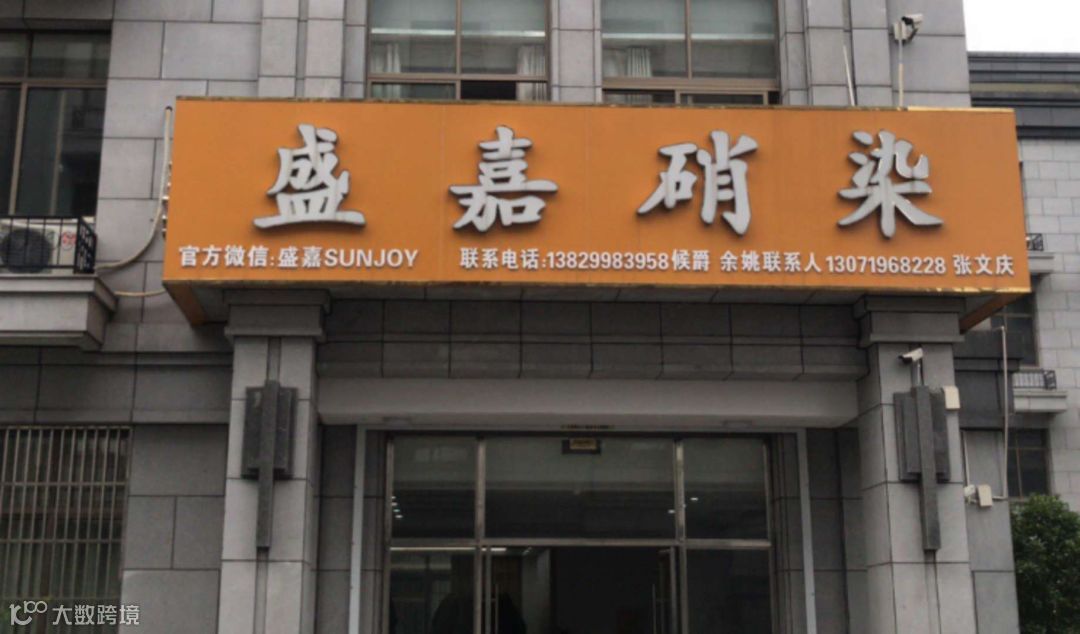 盛嘉硝染
官方微信:盛嘉SUNJOY 联系电话:13829983958候爵 余姚联系人13071968228 张文庆
大数跨境